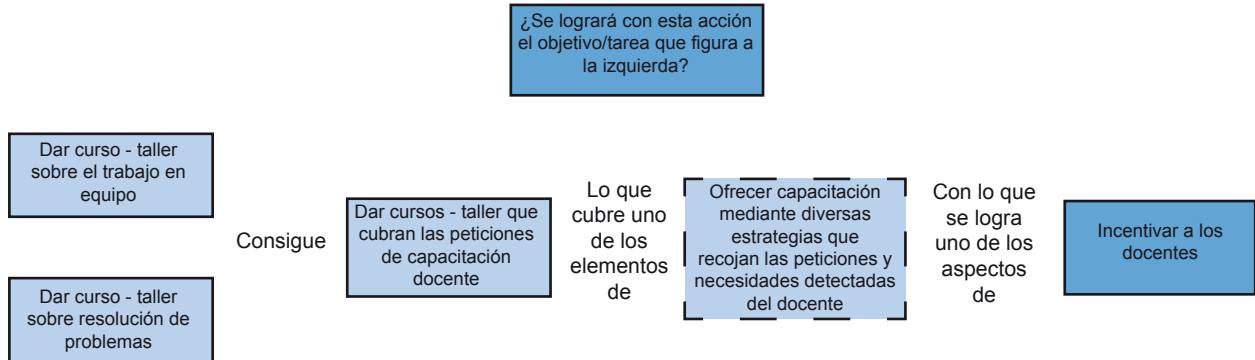 ¿Se logrará con esta acción
el objetivo/tarea que figura a
la izquierda?
Dar curso - taller
sobre el trabajo en
equipo
Dar curso - taller
sobre resolución de
problemas
Consigue
Dar cursos - taller que
cubran las peticiones
de capacitación
docente
Lo que
cubre uno
de los
elementos
de
Ofrecer capacitación
mediante diversas
estrategias que
recojan las peticiones y
necesidades detectadas
del docente
Con lo que
se logra
uno de los
aspectos
de
Incentivar a los
docentes